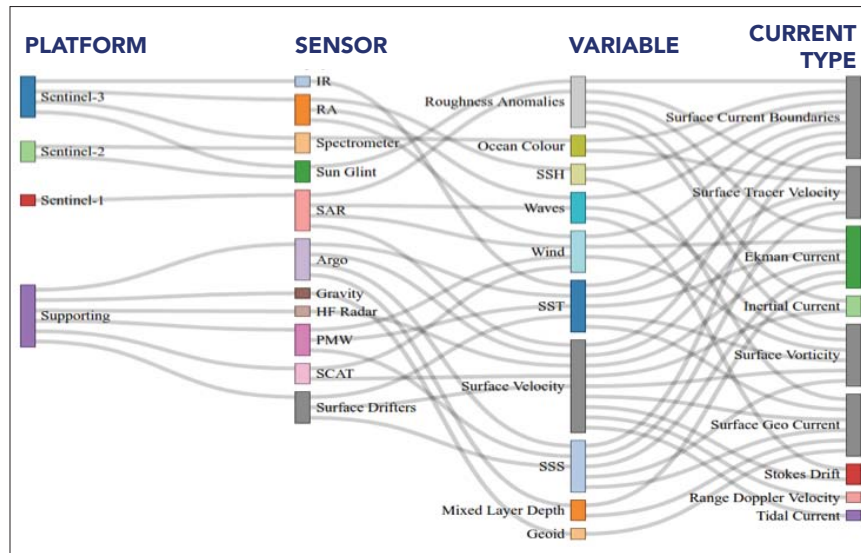 PLATFORM
SENSOR
VARIABLE
CURRENT
TYPE
Sentinel-3
Sentinel-2
Sentinel-1
Supporting
IR
RA
Spectrometer
Sun Glint
SAR
Argo
Gravity
HF Radar
PMW
SCAT
Surface Drifters
Roughness Anomalies
Ocean Colour
SSH
Waves
Wind
SST
Surface Velocity
SSS
Mixed Layer Depth
Geoid
Surface Current Boundaries
Surface Tracer Velocity
Ekman Current
Inertial Current
Surface Vorticity
Surface Geo Current
Stokes Drift
Range Doppler Velocity
Tidal Current